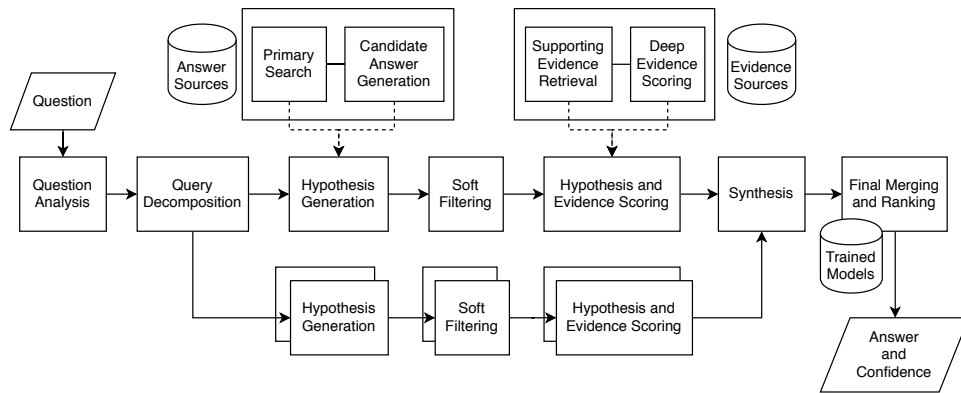 Answer
Sources
Primary
Search
Candidate
Answer
Generation
Supporting
Evidence
Retrieval
Deep
Evidence
Scoring
Evidence
Sources
Question
Question
Analysis
Query
Decomposition
Hypothesis
Generation
Soft
Filtering
Hypothesis and
Evidence Scoring
Synthesis
Final Merging
and Ranking
Trained
Models
Hypothesis
Generation
Soft
Filtering
Hypothesis and
Evidence Scoring
Answer
and
Confidence